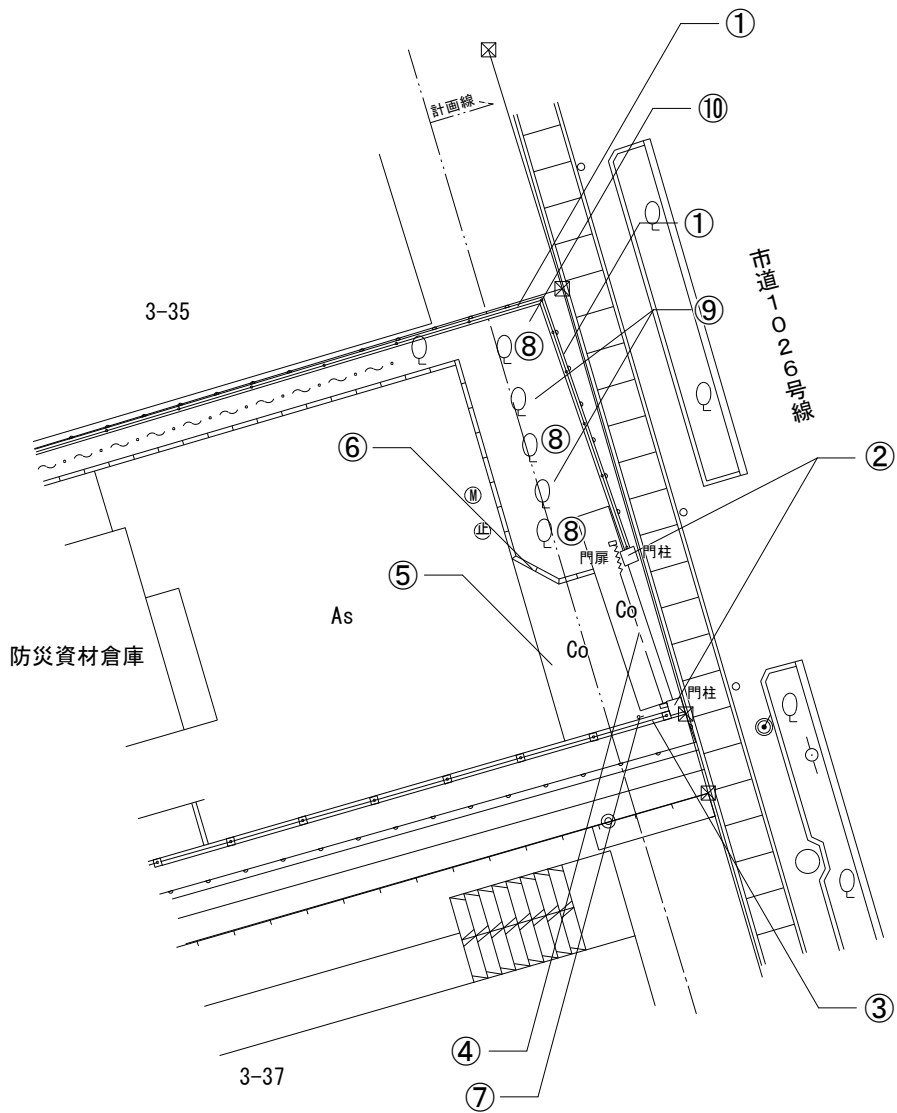 ①
計画線
⑩
①
市道1026号線
3-35
⑨
⑧
⑧
②
⑥
M
止
⑧
門扉
門柱
⑤
As
Co
Co
防災資材倉庫
門柱
③
④
3-37
⑦